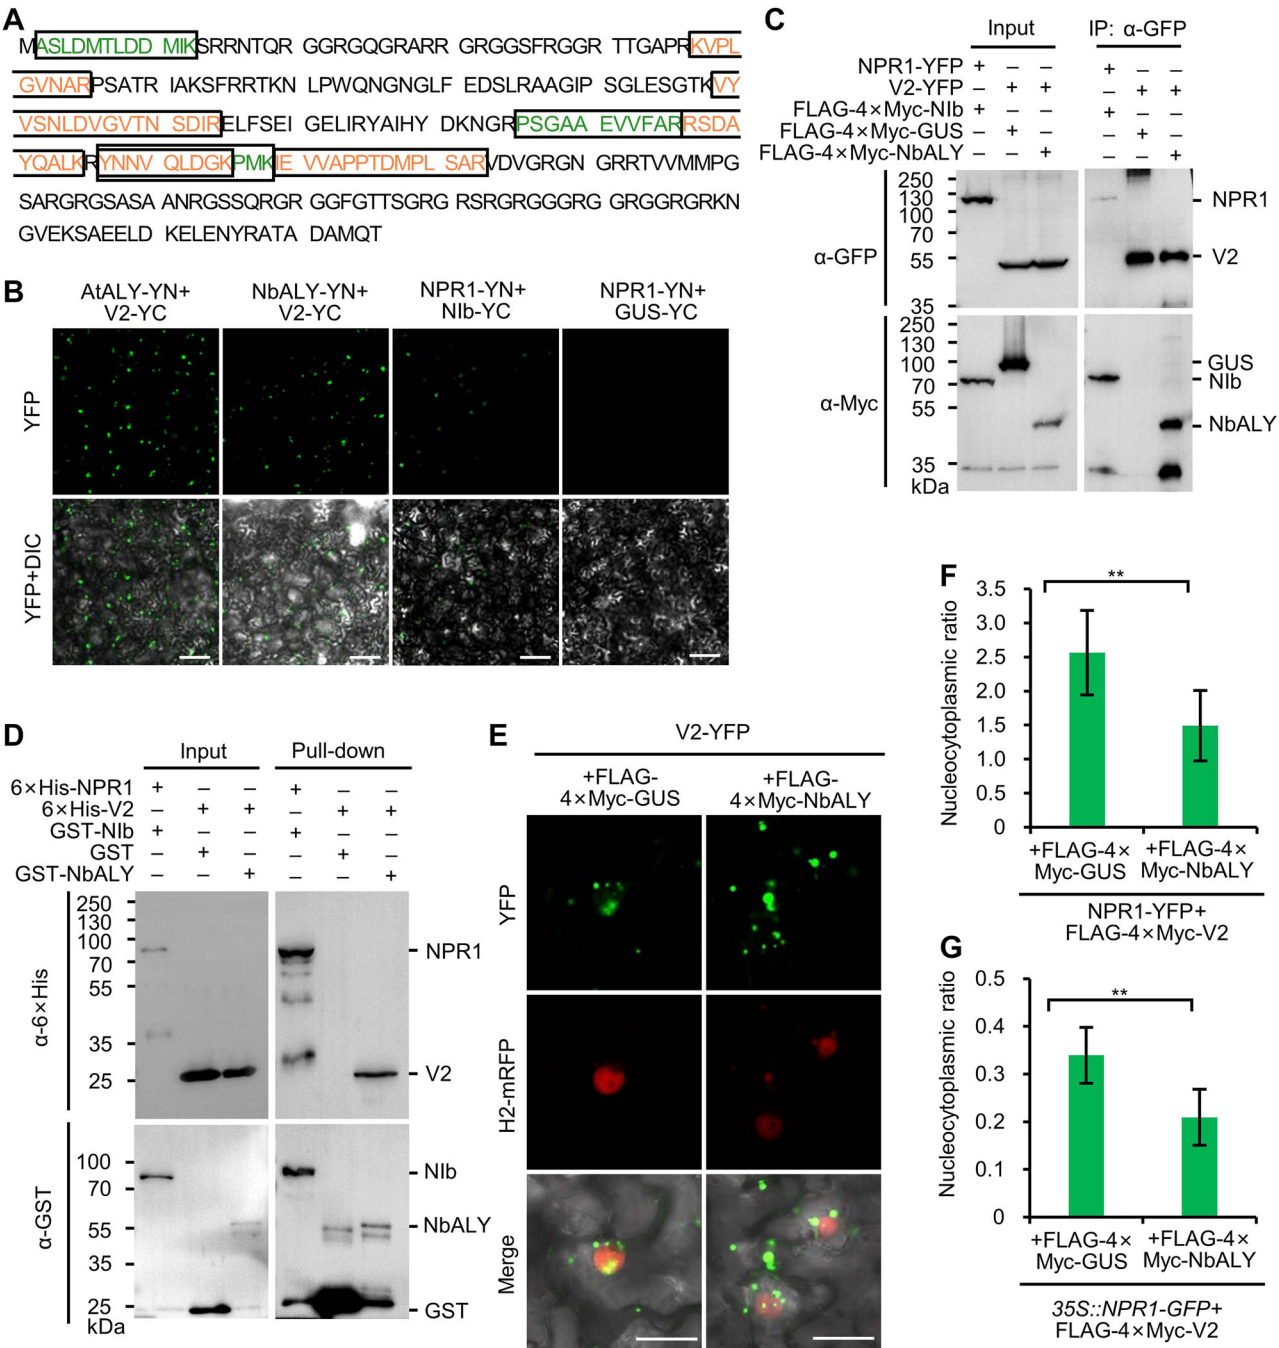 A
MASLDMTLDD MIKSRRNTQR GGRGQGRARR GRGGSFRGGR TTGAPRKVPL
GVNARPSATR IAKSFRRTKN LPWQNGNGLF EDSLRAAGIP SGLESGTKVY
VSNLDVGVTN SDIRELFSEI GELIRYAIHY DKNGRPSGAA EVVFARRSDA
YQALKRYNNV QLDGKPMKIE VVAPPTDMPL SARVDVGRGN GRRTVVMMPG
SARGRGSASA ANRGSSQRGR GGFGTTSGRG RSRGRGGGRG GRGGRGRGKN
GVEKSAEELD KELENYRATA DAMQT
B
AtALY-YN+
V2-YC
NbALY-YN+
V2-YC
NPR1-YN+
NIb-YC
NPR1-YN+
GUS-YC
YFP
YFP+DIC
C
Input
IP: α-GFP
NPR1-YFP + – – + – –
V2-YFP – + + – + +
FLAG-4×Myc-NIb + – – + – –
FLAG-4×Myc-GUS – + – – + –
FLAG-4×Myc-NbALY – – + – – +
α-GFP
250
130
100
70
55
35
NPR1
V2
α-Myc
250
130
100
70
55
35
kDa
GUS
NIb
NbALY
D
Input
Pull-down
6×His-NPR1 + – – + – –
6×His-V2 – + + – + +
GST-NIb + – – + – –
GST – + – – + –
GST-NbALY – – + – – +
α-6×His
250
130
100
70
55
35
25
NPR1
V2
α-GST
100
70
55
35
25
kDa
NIb
NbALY
GST
E
V2-YFP
+FLAG-
4×Myc-GUS
+FLAG-
4×Myc-NbALY
YFP
H2-mRFP
Merge
F
Nucleocytoplasmic ratio
3.5
3.0
2.5
2.0
1.5
1.0
0.5
0
**
+FLAG-4×
Myc-GUS
+FLAG-4×
Myc-NbALY
NPR1-YFP+
FLAG-4×Myc-V2
G
Nucleocytoplasmic ratio
0.5
0.4
0.3
0.2
0.1
0
**
+FLAG-4×
Myc-GUS
+FLAG-4×
Myc-NbALY
35S::NPR1-GFP+
FLAG-4×Myc-V2